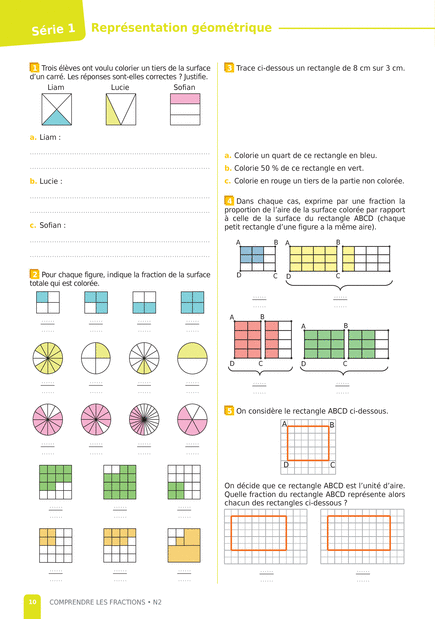 Série 1
Représentation géométrique
1 Trois élèves ont voulu colorier un tiers de la surface
d'un carré. Les réponses sont-elles correctes ? Justifie.
Liam Lucie Sofian
a. Liam :
b. Lucie :
c. Sofian :
2 Pour chaque figure, indique la fraction de la surface
totale qui est colorée.
3 Trace ci-dessous un rectangle de 8 cm sur 3 cm.
a. Colorie un quart de ce rectangle en bleu.
b. Colorie 50 % de ce rectangle en vert.
c. Colorie en rouge un tiers de la partie non colorée.
4 Dans chaque cas, exprime par une fraction la
proportion de l'aire de la surface colorée par rapport
à celle de la surface du rectangle ABCD (chaque
petit rectangle d'une figure a la même aire).
A B A B
D C D C
A B A B
D C D C
5 On considère le rectangle ABCD ci-dessous.
A B
D C
On décide que ce rectangle ABCD est l'unité d'aire.
Quelle fraction du rectangle ABCD représente alors
chacun des rectangles ci-dessous ?
10 COMPRENDRE LES FRACTIONS • N2